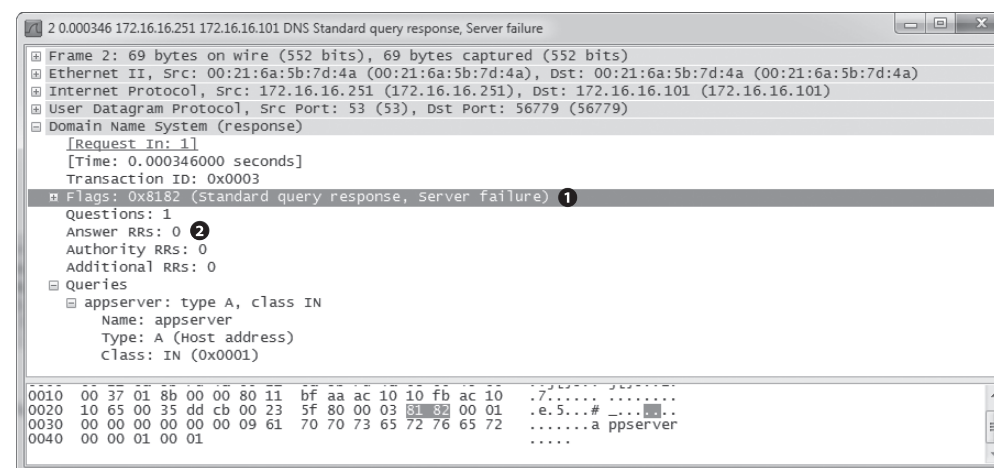 2 0.000346 172.16.16.251 172.16.16.101 DNS Standard query response, Server failure
Frame 2: 69 bytes on wire (552 bits), 69 bytes captured (552 bits)
Ethernet II, Src: 00:21:6a:5b:7d:4a (00:21:6a:5b:7d:4a), Dst: 00:21:6a:5b:7d:4a (00:21:6a:5b:7d:4a)
Internet Protocol, Src: 172.16.16.251 (172.16.16.251), Dst: 172.16.16.101 (172.16.16.101)
User Datagram Protocol, Src Port: 53 (53), Dst Port: 56779 (56779)
Domain Name System (response)
[Request In: 1]
[Time: 0.000346000 seconds]
Transaction ID: 0x0003
Flags: 0x8182 (Standard query response, Server failure) 1
Questions: 1
Answer RRs: 0 2
Authority RRs: 0
Additional RRs: 0
Queries
appserver: type A, class IN
Name: appserver
Type: A (Host address)
Class: IN (0x0001)
0010 00 37 01 8b 00 00 80 11 bf aa ac 10 10 fb ac 10 .7...... ........
0020 10 65 00 35 dd cb 00 23 5f 80 00 03 81 82 00 01 .e.5...# _.......
0030 00 00 00 00 00 00 09 61 70 70 73 65 72 76 65 72 .......a ppserver
0040 00 00 01 00 01 .....